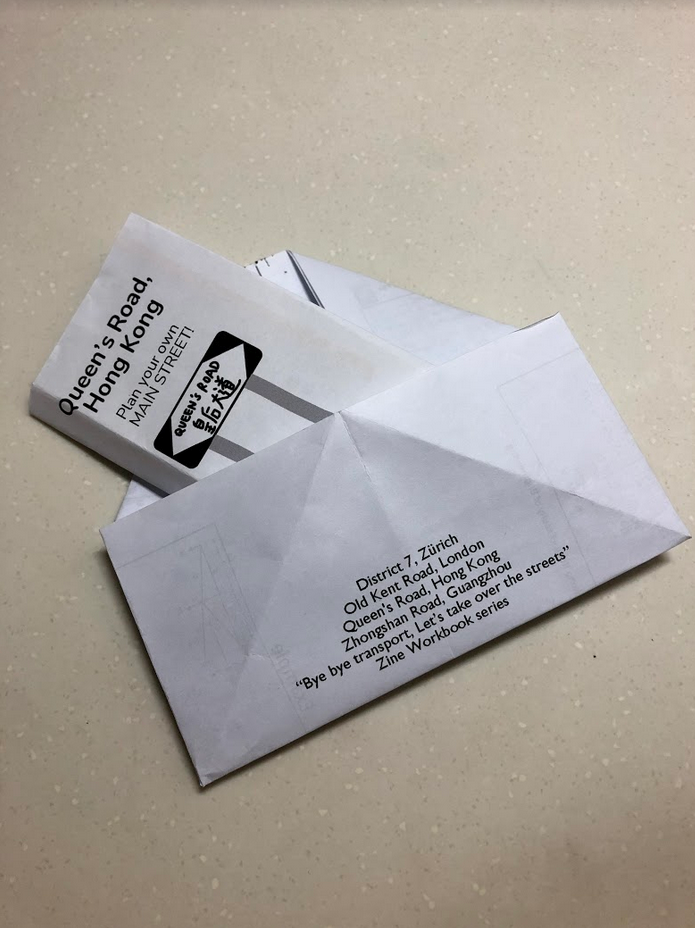 Queen's Road,
Hong Kong
Plan your own
MAIN STREET!
QUEEN'S ROAD
皇后大道
District 7, Zürich
Old Kent Road, London
Queen's Road, Hong Kong
Zhongshan Road, Guangzhou
“Bye bye transport, Let's take over the streets”
Zine Workbook series